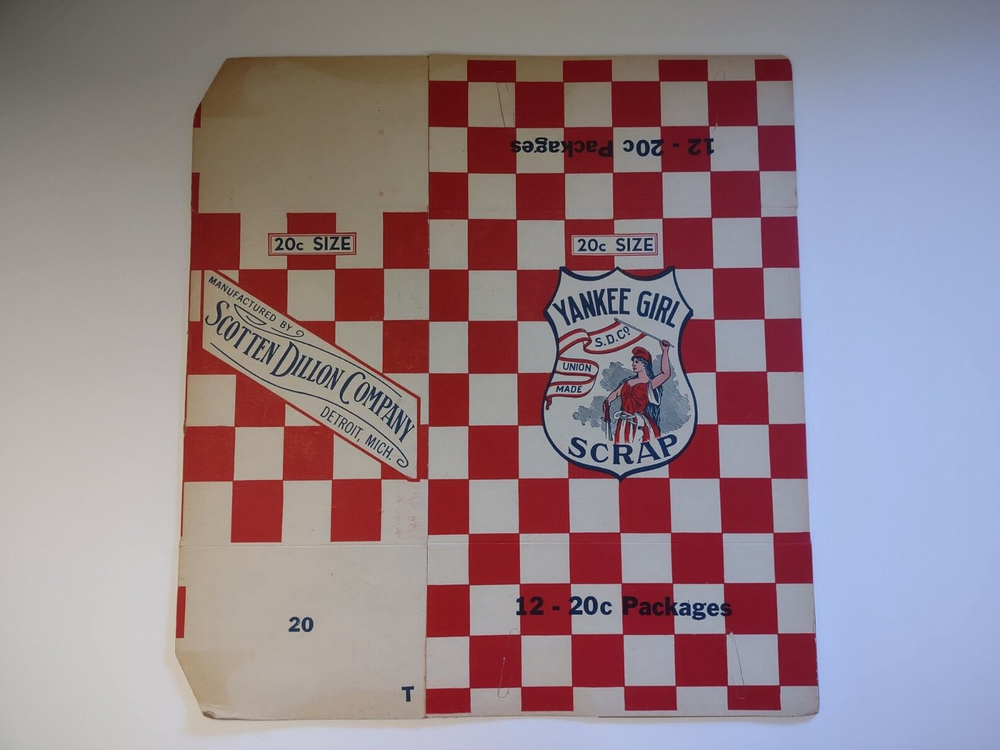 12 - 20c Packages
20c SIZE
MANUFACTURED BY
SCOTTEN DILLON COMPANY
DETROIT, MICH.
20
T
20c SIZE
YANKEE GIRL
S.D.Co
UNION
MADE
SCRAP
12 - 20c Packages